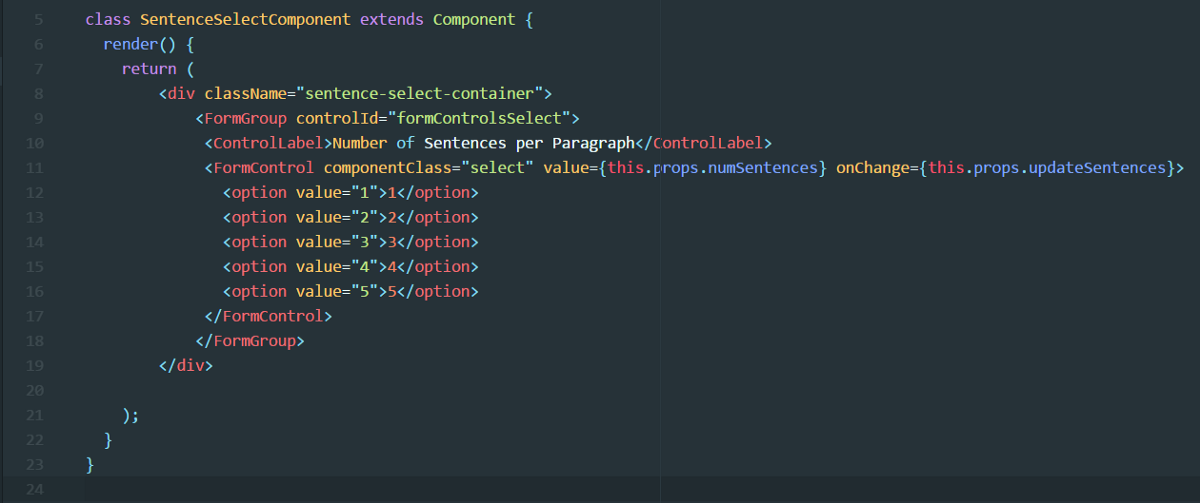 5 class SentenceSelectComponent extends Component {
6 render() {
7 return (
8 <div className="sentence-select-container">
9 <FormGroup controlId="formControlsSelect">
10 <ControlLabel>Number of Sentences per Paragraph</ControlLabel>
11 <FormControl componentClass="select" value={this.props.numSentences} onChange={this.props.updateSentences}>
12 <option value="1">1</option>
13 <option value="2">2</option>
14 <option value="3">3</option>
15 <option value="4">4</option>
16 <option value="5">5</option>
17 </FormControl>
18 </FormGroup>
19 </div>
20
21 );
22 }
23 }
24